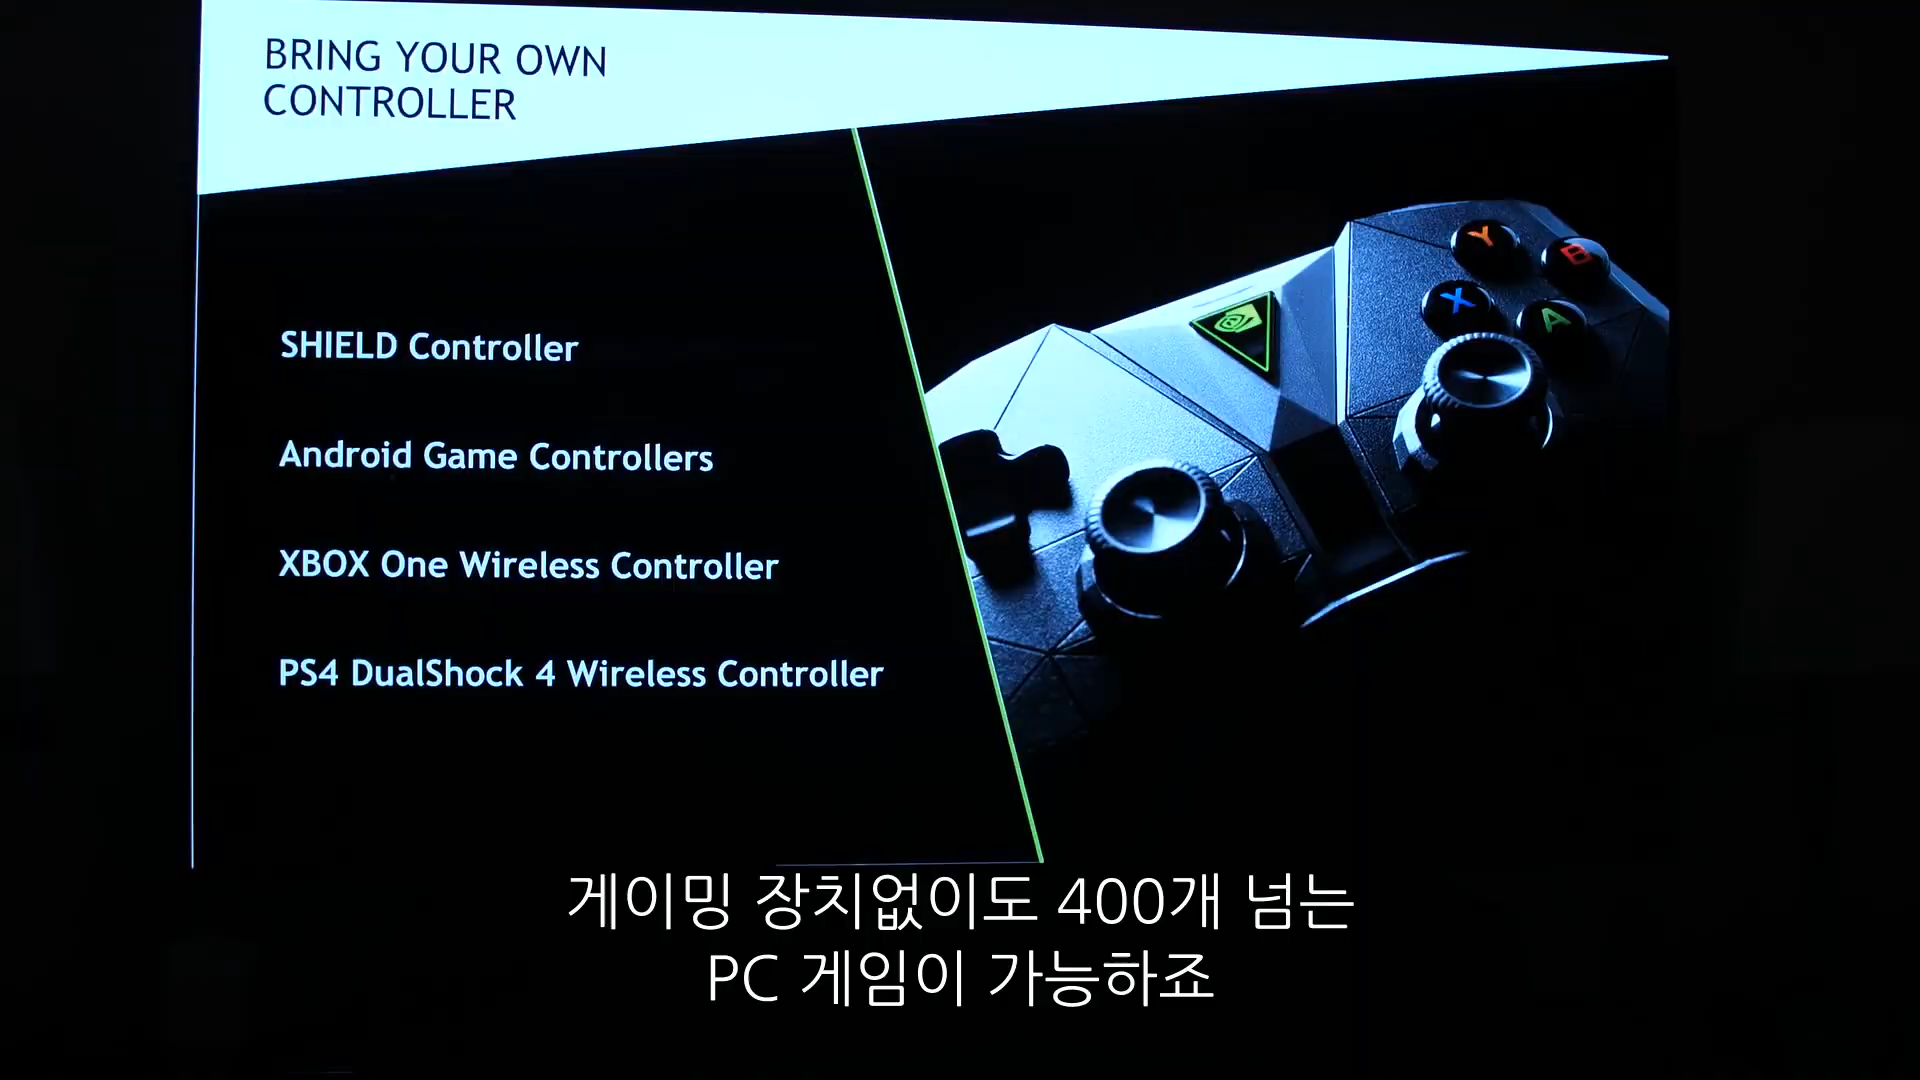 BRING YOUR OWN
CONTROLLER
SHIELD Controller
Android Game Controllers
XBOX One Wireless Controller
PS4 DualShock 4 Wireless Controller
Y
B
X
A
게이밍 장치없이도 400개 넘는
PC 게임이 가능하죠